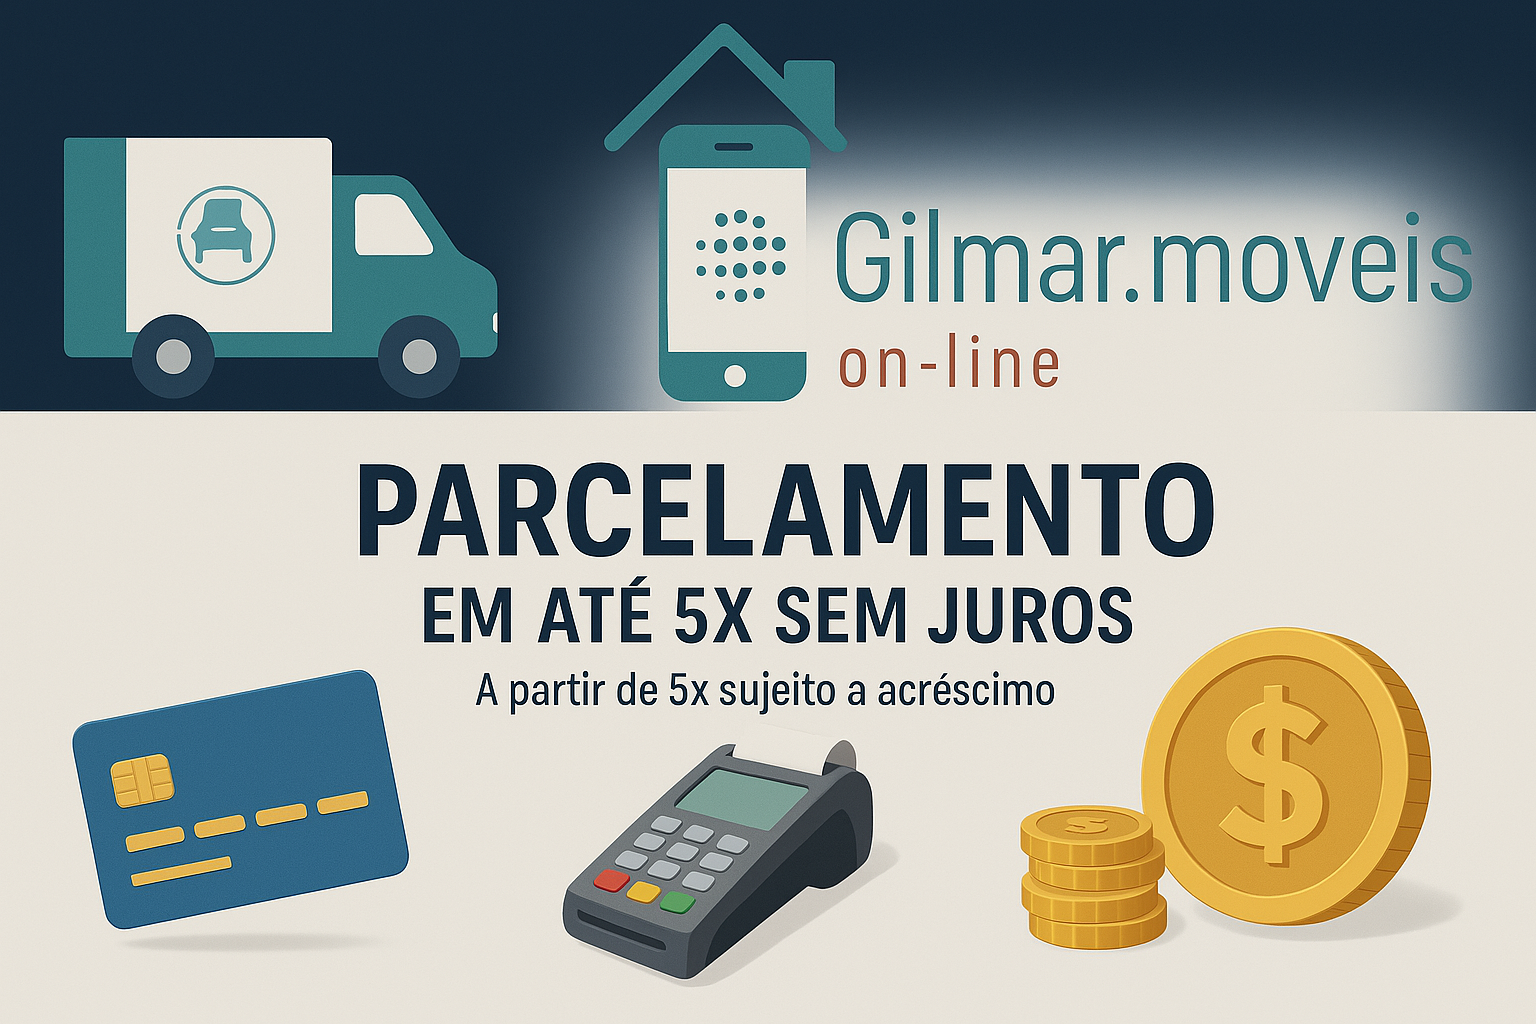 Gilmar.moveis
on-line
PARCELAMENTO
EM ATÉ 5X SEM JUROS
A partir de 5x sujeito a acréscimo
$
$